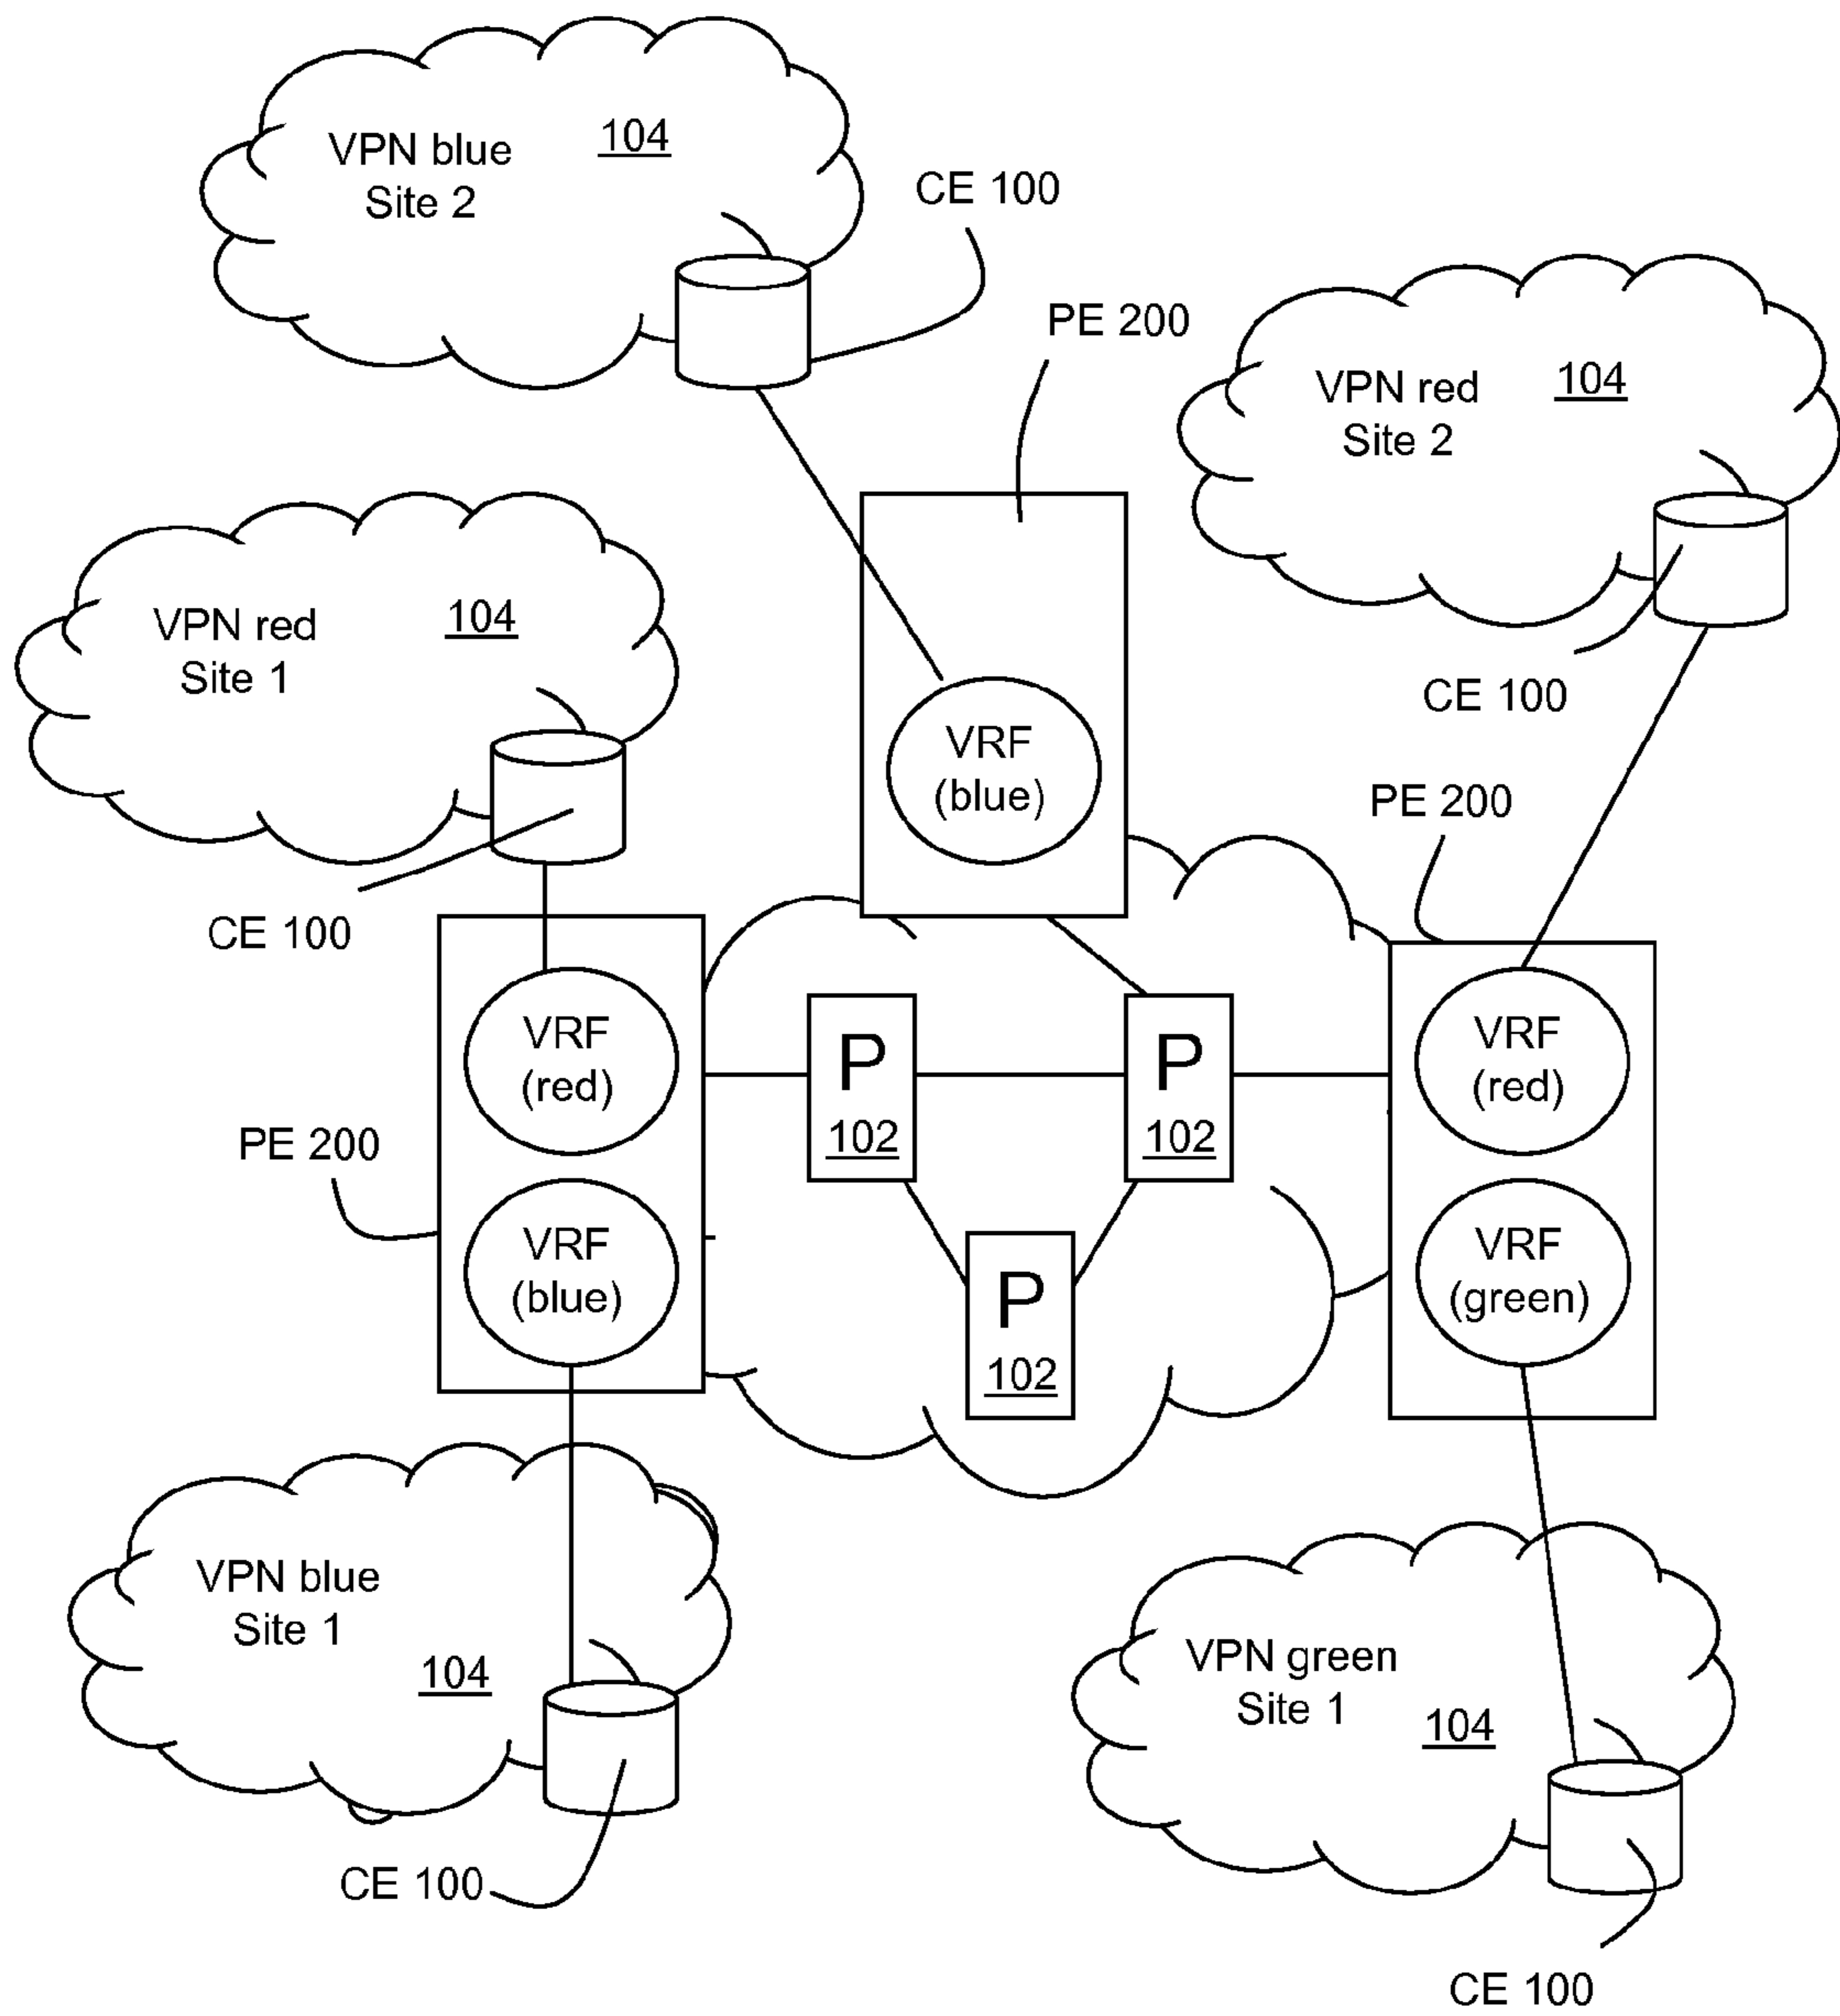 VPN blue
Site 2
104
CE 100
PE 200
VPN red
Site 2
104
CE 100
VPN red
Site 1
104
CE 100
VRF
(blue)
PE 200
VRF
(red)
P
102
P
102
VRF
(red)
PE 200
VRF
(blue)
P
102
VRF
(green)
VPN blue
Site 1
104
CE 100
VPN green
Site 1
104
CE 100